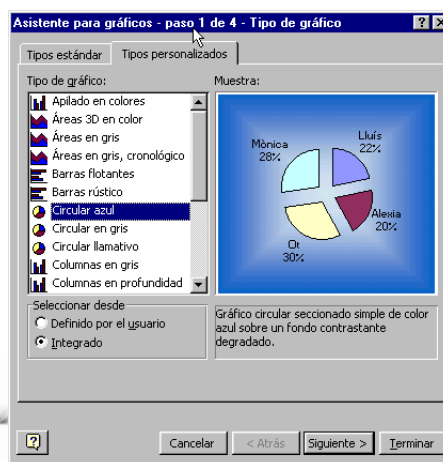 Asistente para gráficos - paso 1 de 4 - Tipo de gráfico
Tipos estándar
Tipos personalizados
Tipo de gráfico:
Apilado en colores
Áreas 3D en color
Áreas en gris
Áreas en gris, cronológico
Barras flotantes
Barras rústico
Circular azul
Circular en gris
Circular llamativo
Columnas en gris
Columnas en profundidad
Muestra:
Mònica
28%
Lluís
22%
Alexia
20%
Ot
30%
Seleccionar desde
Definido por el usuario
Integrado
Gráfico circular seccionado simple de color
azul sobre un fondo contrastante
degradado.
Cancelar
< Atrás
Siguiente >
Terminar